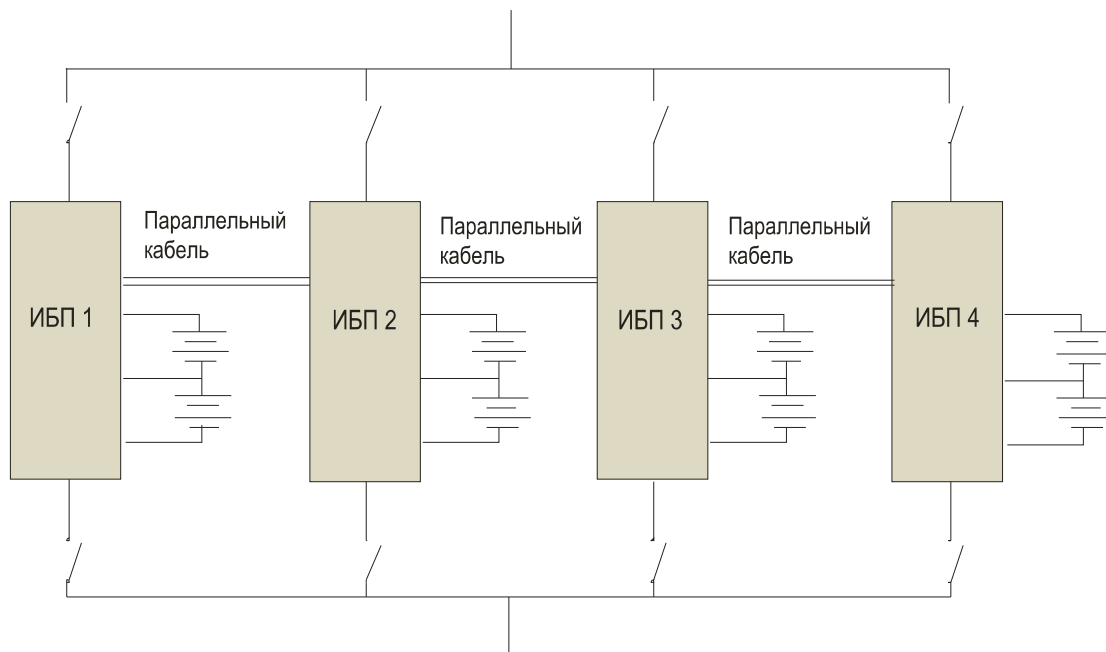 Параллельный
кабель
Параллельный
кабель
Параллельный
кабель
ИБП 1
ИБП 2
ИБП 3
ИБП 4